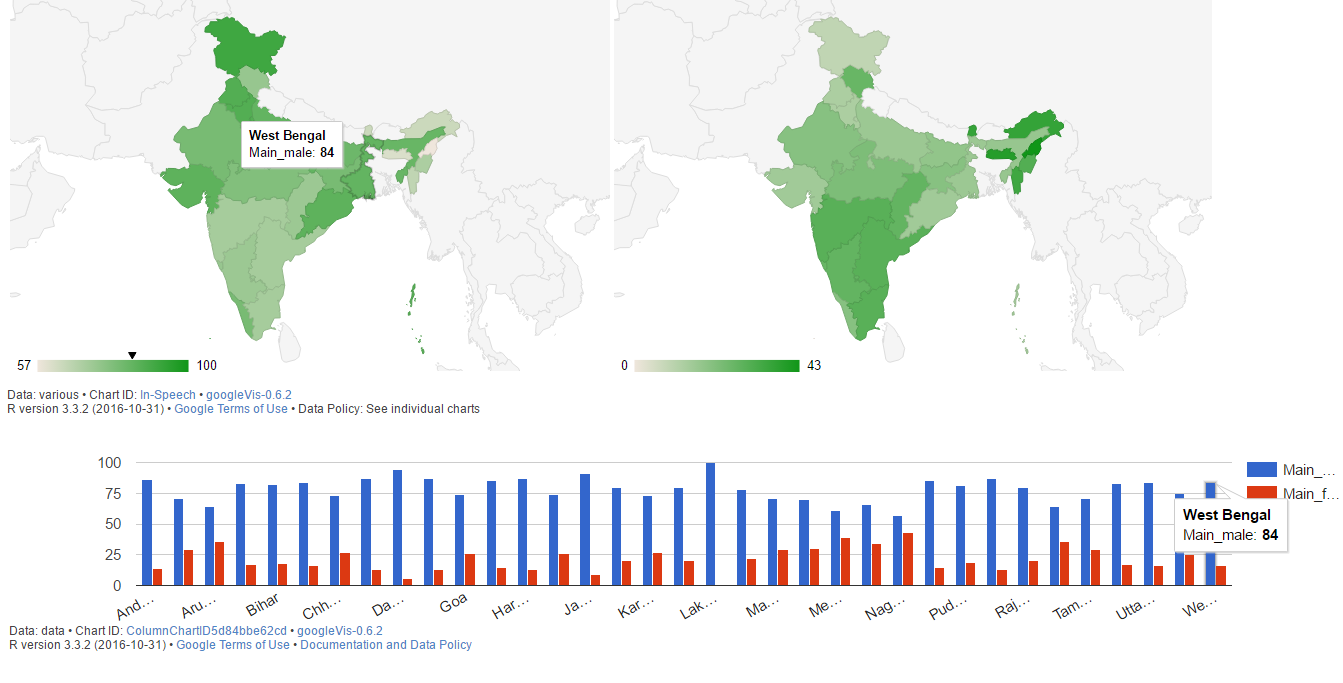 West Bengal
Main_male: 84
57
100
0
43
Data: various • Chart ID: In-Speech • googleVis-0.6.2
R version 3.3.2 (2016-10-31) • Google Terms of Use • Data Policy: See individual charts
100
75
50
25
0
Main_...
Main_f...
West Bengal
Main_male: 84
And...
Aru...
Bihar
Chh...
Da...
Goa
Har...
Ja...
Kar...
Lak...
Ma...
Me...
Nag...
Pud...
Raj...
Tam...
Utta...
We...
Data: data • Chart ID: ColumnChartID5d84bbe62cd • googleVis-0.6.2
R version 3.3.2 (2016-10-31) • Google Terms of Use • Documentation and Data Policy